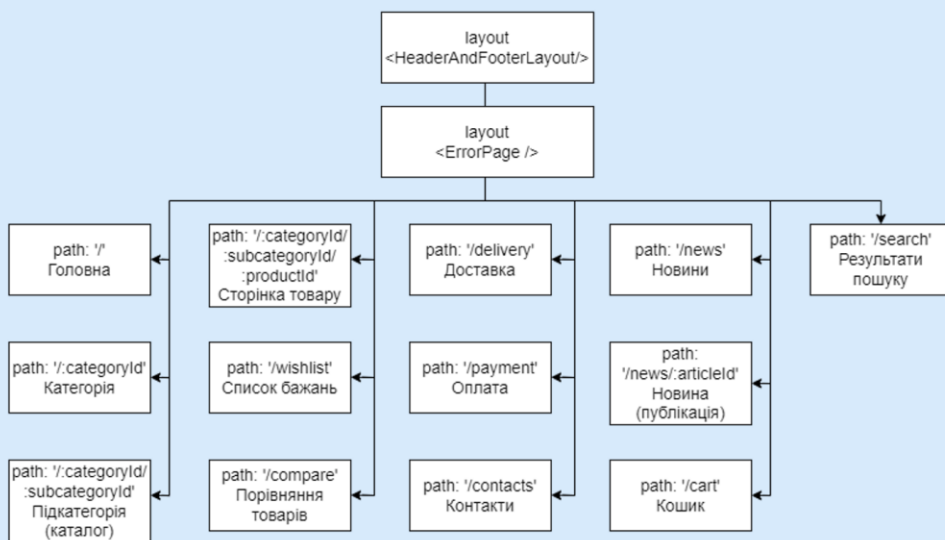 layout
<HeaderAndFooterLayout/>
layout
<ErrorPage />
path: '/'
Головна
path: '/:categoryId/
:subcategoryId/
:productId'
Сторінка товару
path: '/delivery'
Доставка
path: '/news'
Новини
path: '/search'
Результати
пошуку
path: '/:categoryId'
Категорія
path: '/wishlist'
Список бажань
path: '/payment'
Оплата
path:
'/news/:articleId'
Новина
(публікація)
path: '/:categoryId/
:subcategoryId'
Підкатегорія
(каталог)
path: '/compare'
Порівняння
товарів
path: '/contacts'
Контакти
path: '/cart'
Кошик